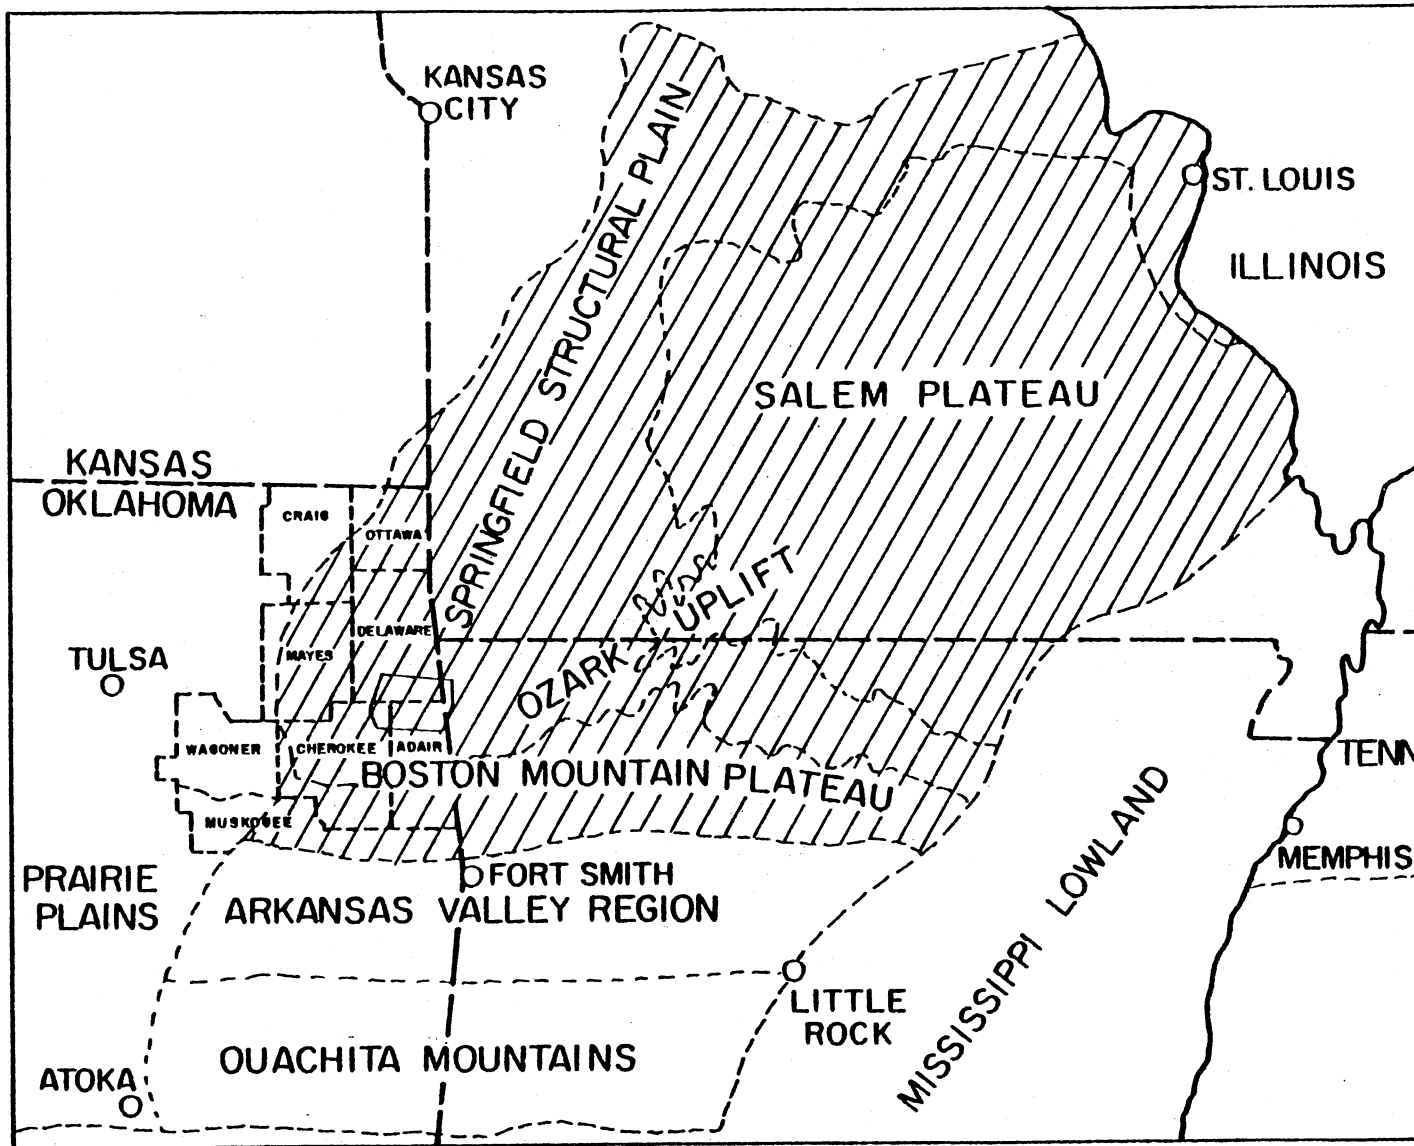 KANSAS
CITY
ST. LOUIS
ILLINOIS
SPRINGFIELD STRUCTURAL PLAIN
SALEM PLATEAU
KANSAS
OKLAHOMA
CRAIG
OTTAWA
DELAWARE
MAYES
TULSA
OZARK UPLIFT
WAGONER
CHEROKEE
ADAIR
BOSTON MOUNTAIN PLATEAU
TENN
MUSKOGEE
MEMPHIS
PRAIRIE
PLAINS
FORT SMITH
ARKANSAS VALLEY REGION
MISSISSIPPI LOWLAND
LITTLE
ROCK
OUACHITA MOUNTAINS
ATOKA